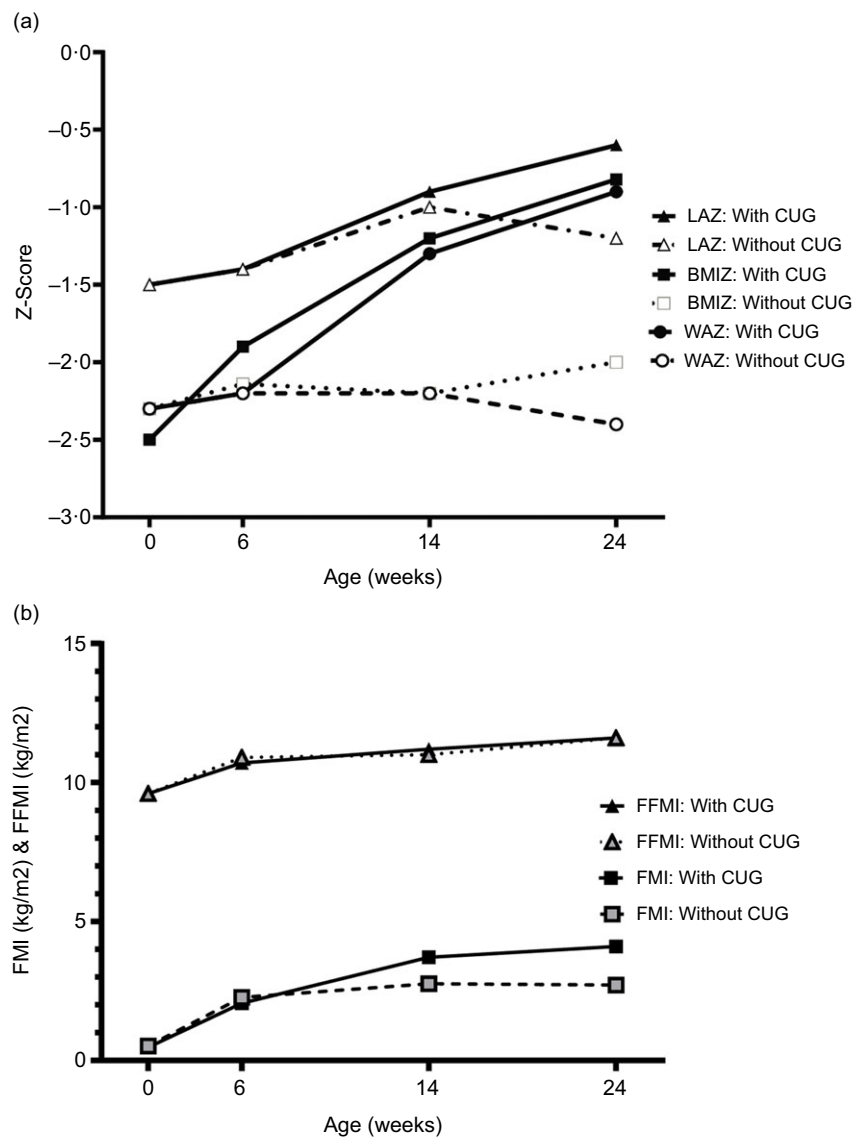 (a)
0·0
–0·5
–1·0
–1·5
–2·0
–2·5
–3·0
Z-Score
0
6
14
24
Age (weeks)
LAZ: With CUG
LAZ: Without CUG
BMIZ: With CUG
BMIZ: Without CUG
WAZ: With CUG
WAZ: Without CUG
(b)
15
10
5
0
FMI (kg/m2) & FFMI (kg/m2)
0
6
14
24
Age (weeks)
FFMI: With CUG
FFMI: Without CUG
FMI: With CUG
FMI: Without CUG